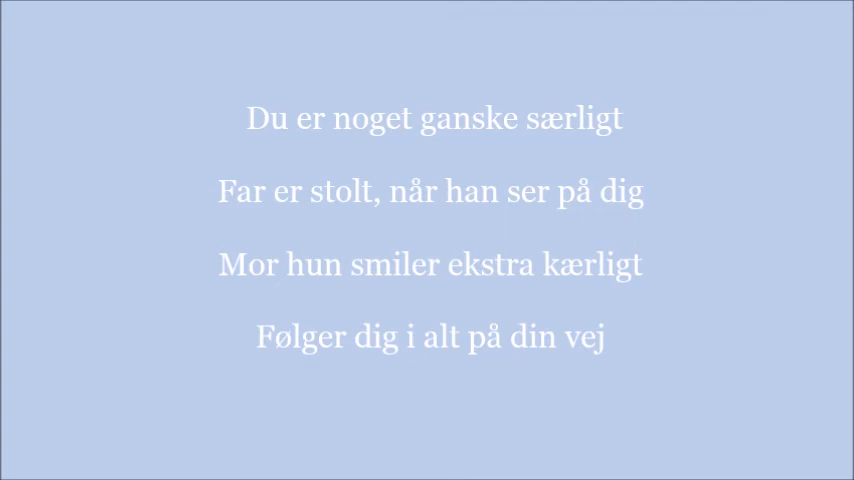 Du er noget ganske særligt
Far er stolt, når han ser på dig
Mor hun smiler ekstra kærligt
Følger dig i alt på din vej